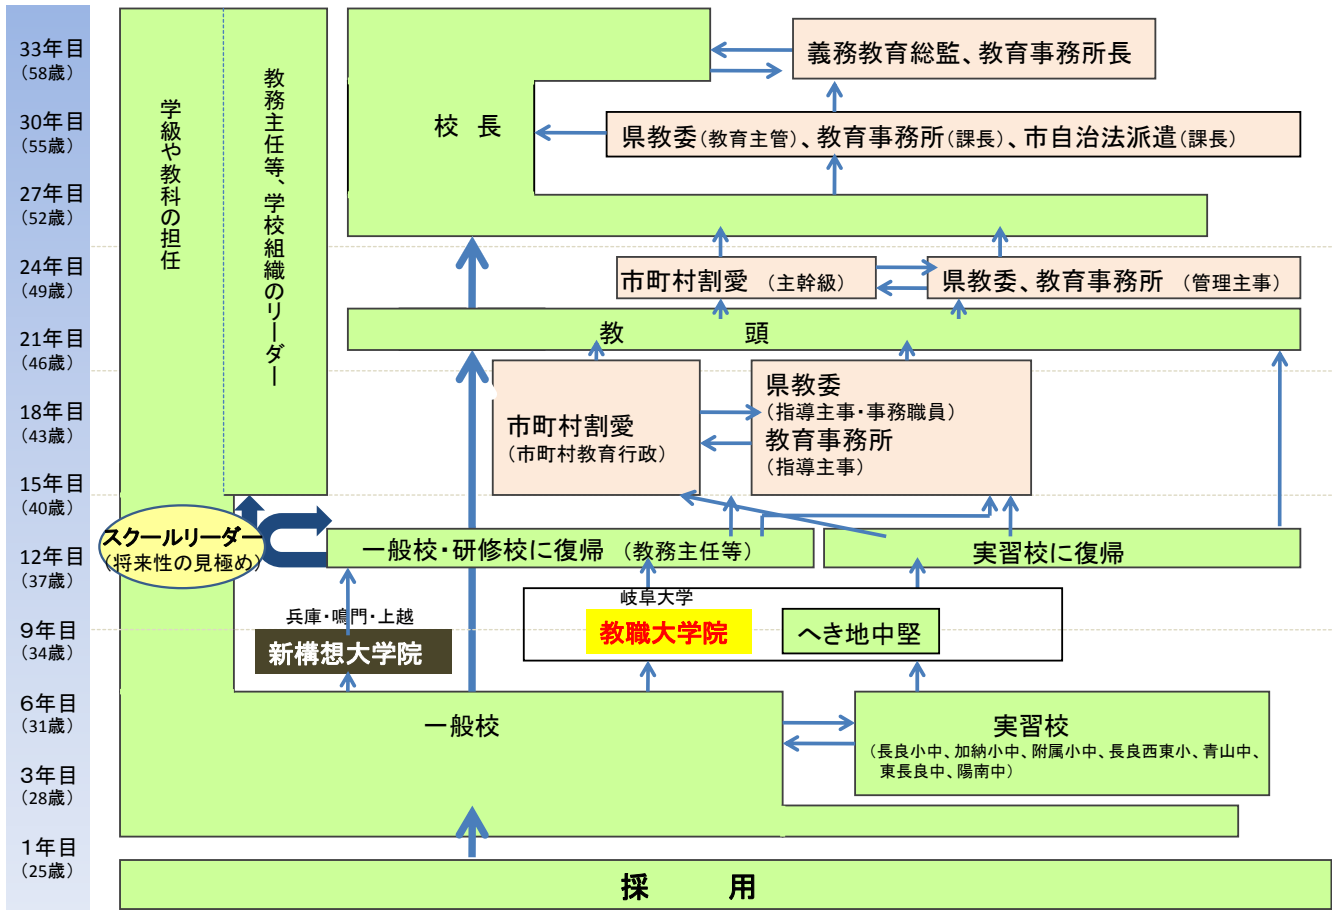 33年目
(58歳)
30年目
(55歳)
27年目
(52歳)
24年目
(49歳)
21年目
(46歳)
18年目
(43歳)
15年目
(40歳)
12年目
(37歳)
9年目
(34歳)
6年目
(31歳)
3年目
(28歳)
1年目
(25歳)
学級や教科の担任
教務主任等、学校組織のリーダー
校 長
義務教育総監、教育事務所長
県教委(教育主管)、教育事務所(課長)、市自治法派遣(課長)
市町村割愛 (主幹級)
県教委、教育事務所 (管理主事)
教 頭
市町村割愛
(市町村教育行政)
県教委
(指導主事・事務職員)
教育事務所
(指導主事)
スクールリーダー
(将来性の見極め)
一般校・研修校に復帰 (教務主任等)
実習校に復帰
兵庫・鳴門・上越
新構想大学院
岐阜大学
教職大学院
へき地中堅
一般校
実習校
(長良小中、加納小中、附属小中、長良西東小、青山中、
東長良中、陽南中)
採 用